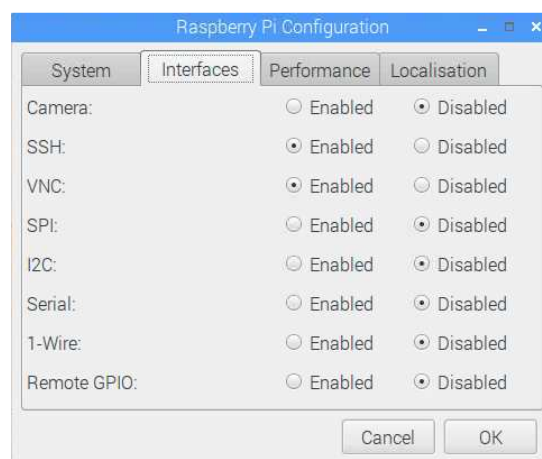 Raspberry Pi Configuration
System Interfaces Performance Localisation
Camera: Enabled Disabled
SSH: Enabled Disabled
VNC: Enabled Disabled
SPI: Enabled Disabled
I2C: Enabled Disabled
Serial: Enabled Disabled
1-Wire: Enabled Disabled
Remote GPIO: Enabled Disabled
Cancel OK